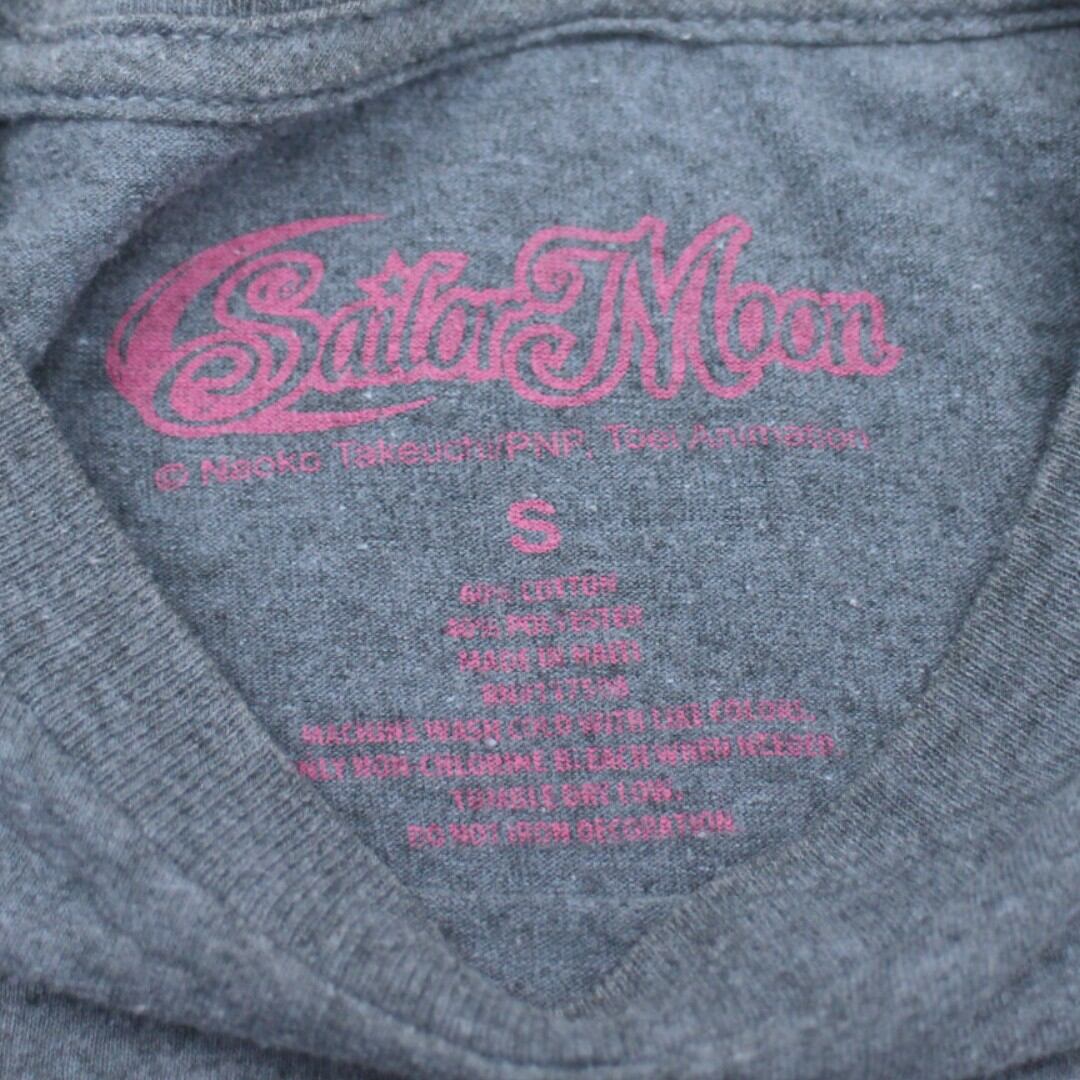 Sailor Moon
© Naoko Takeuchi/PNP, Toei Animation
S
60% COTTON
40% POLYESTER
MADE IN HAITI
MACHINE WASH COLD WITH LIKE COLORS.
ONLY NON-CHLORINE BLEACH WHEN NEEDED.
TUMBLE DRY LOW.
DO NOT IRON DECORATION.